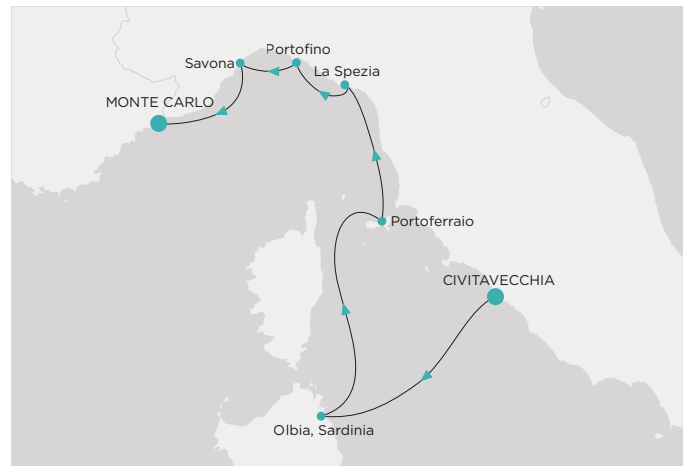 Portofino
Savona
La Spezia
MONTE CARLO
Portoferraio
CIVITAVECCHIA
Olbia, Sardinia